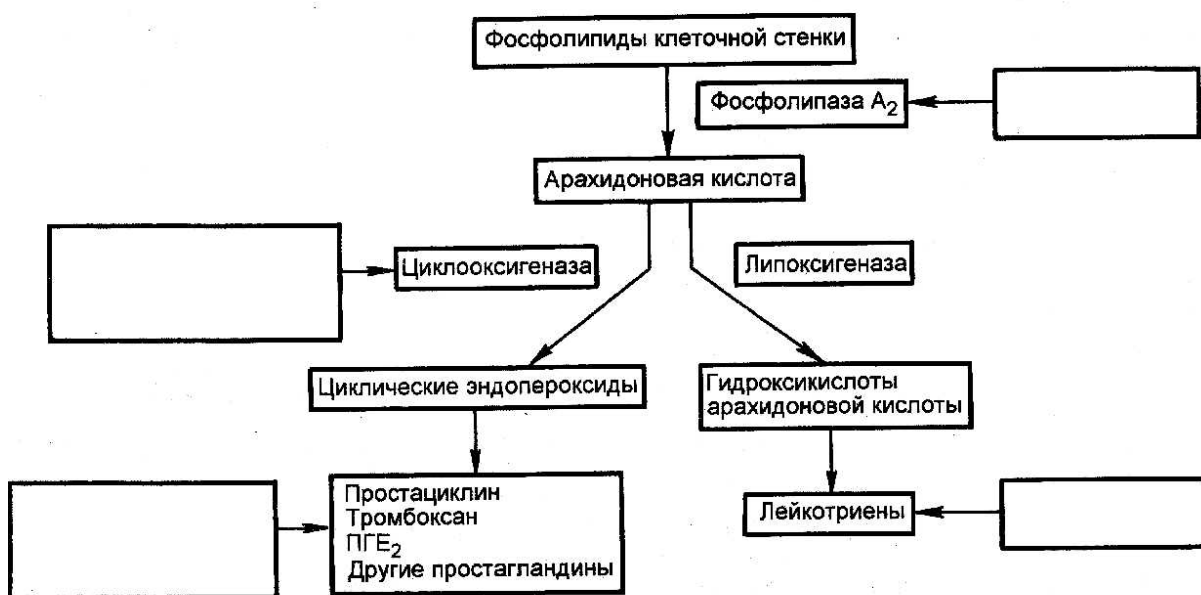 Фосфолипиды клеточной стенки
Фосфолипаза A₂
Арахидоновая кислота
Циклооксигеназа
Липоксигеназа
Циклические эндопероксиды
Гидроксикислоты
арахидоновой кислоты
Простациклин
Тромбоксан
ПГЕ₂
Другие простагландины
Лейкотриены